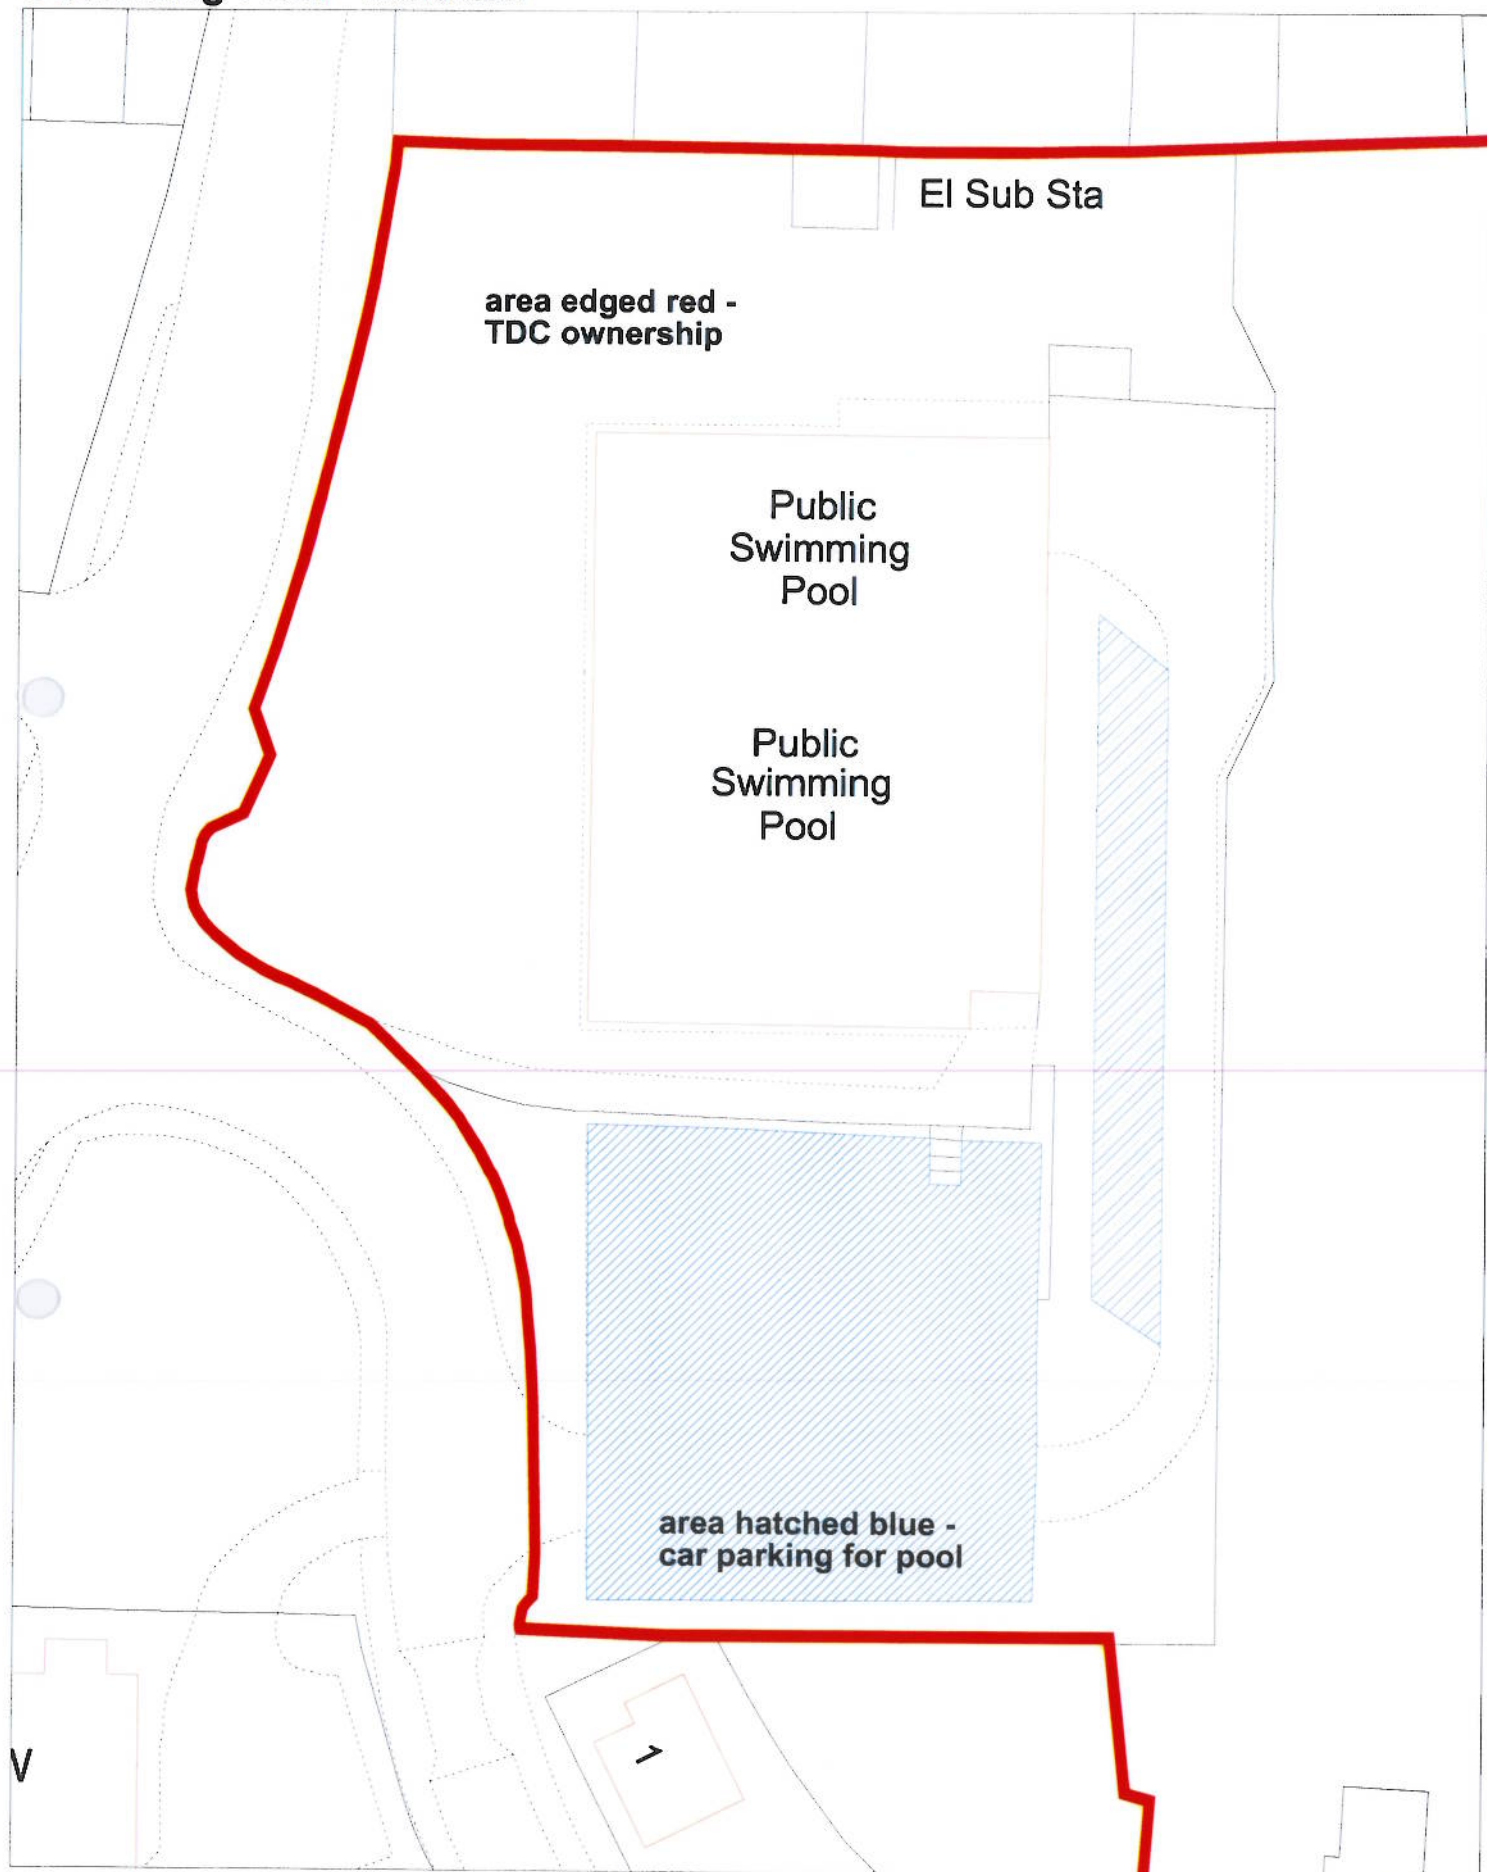 El Sub Sta
area edged red -
TDC ownership
Public
Swimming
Pool
Public
Swimming
Pool
area hatched blue -
car parking for pool
1